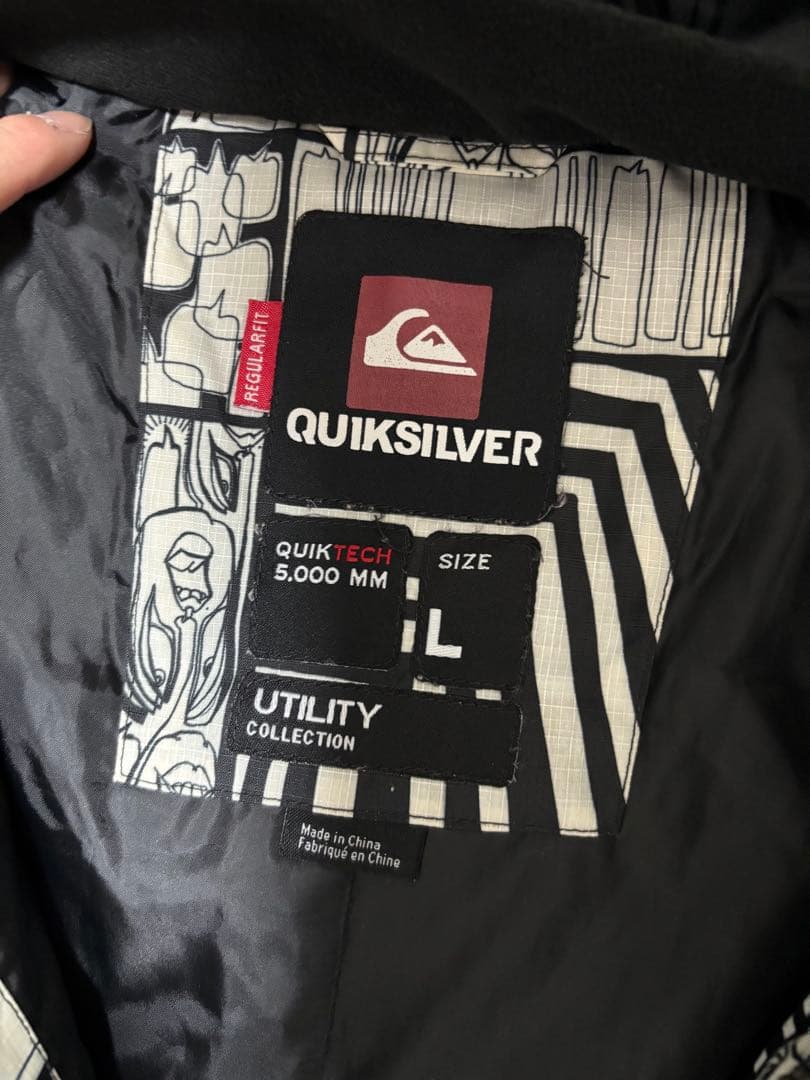 REGULARFIT
QUIKSILVER
QUIKTECH
5.000 MM
SIZE
L
UTILITY
COLLECTION
Made in China
Fabriqué en Chine